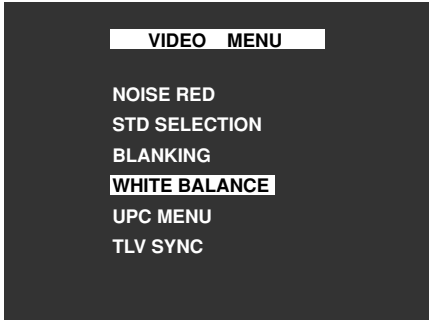 VIDEO MENU
NOISE RED
STD SELECTION
BLANKING
WHITE BALANCE
UPC MENU
TLV SYNC